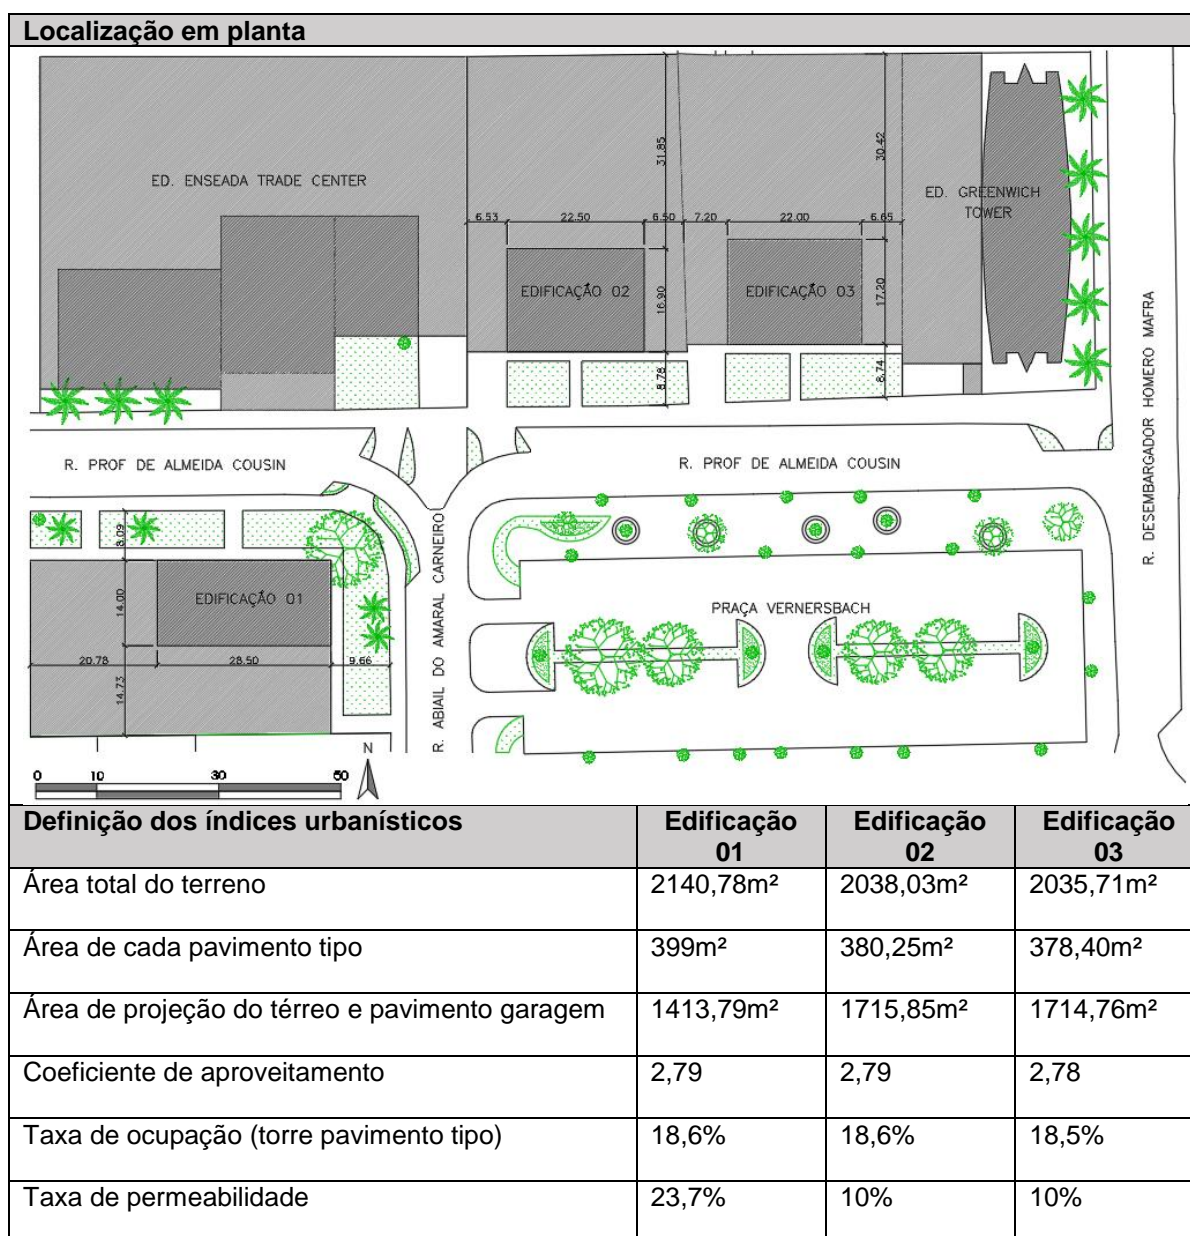 Localização em planta
31.85
30.42
ED. ENSEADA TRADE CENTER
ED. GREENWICH
TOWER
6.53
22.50
6.50
7.20
22.00
6.65
EDIFICAÇÃO 02
EDIFICAÇÃO 03
16.90
17.20
8.78
8.74
R. DESEMBARGADOR HOMERO MAFRA
R. PROF DE ALMEIDA COUSIN
R. PROF DE ALMEIDA COUSIN
8.09
R. ABIAIL DO AMARAL CARNEIRO
EDIFICAÇÃO 01
14.00
PRAÇA VERNERSBACH
20.78
28.50
9.66
14.73
N
0
10
30
50
Definição dos índices urbanísticos
Edificação
01
Edificação
02
Edificação
03
Área total do terreno
2140,78m²
2038,03m²
2035,71m²
Área de cada pavimento tipo
399m²
380,25m²
378,40m²
Área de projeção do térreo e pavimento garagem
1413,79m²
1715,85m²
1714,76m²
Coeficiente de aproveitamento
2,79
2,79
2,78
Taxa de ocupação (torre pavimento tipo)
18,6%
18,6%
18,5%
Taxa de permeabilidade
23,7%
10%
10%